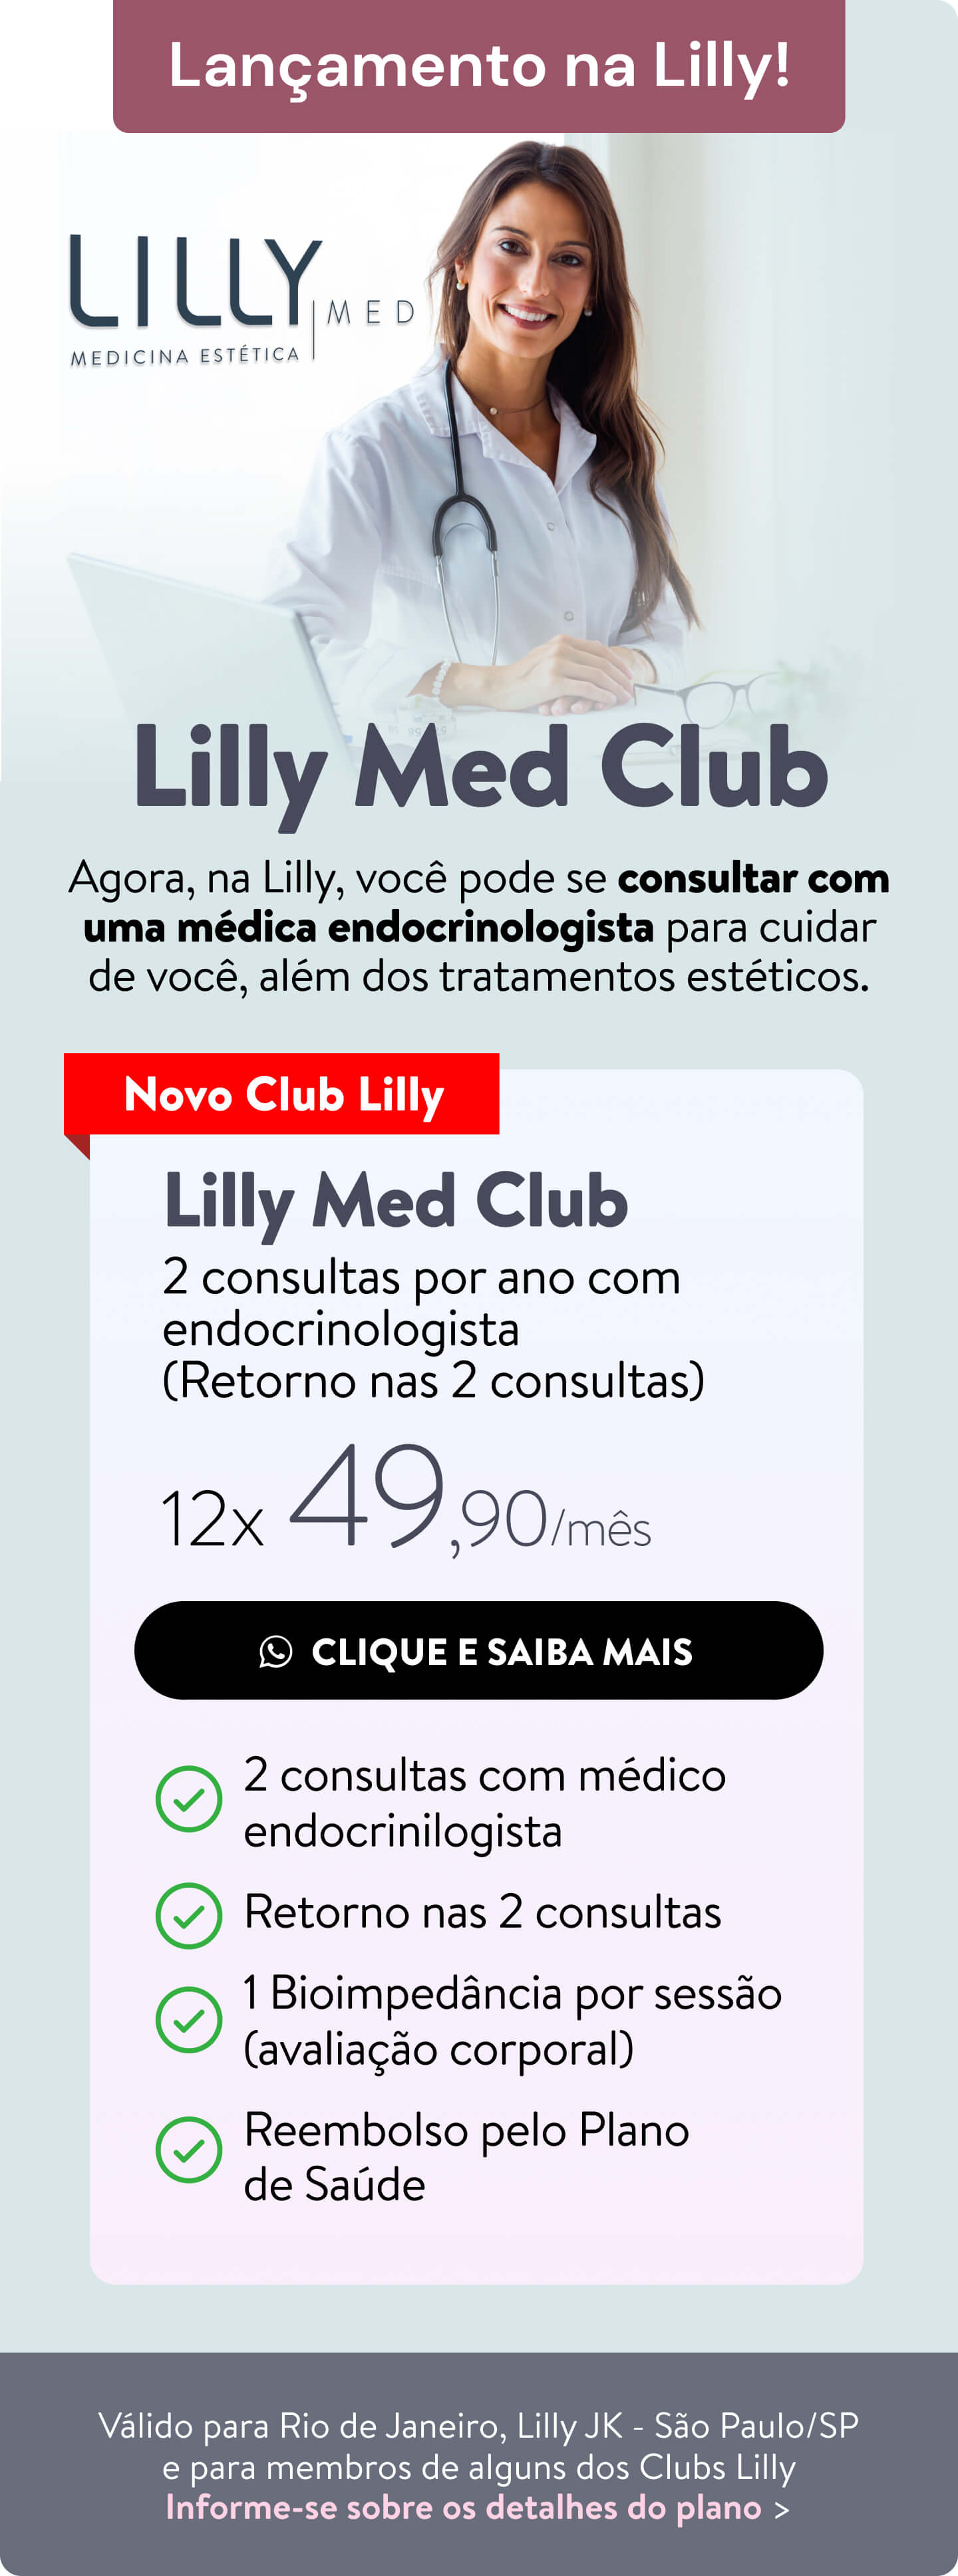 Lançamento na Lilly!
LILLY MED
MEDICINA ESTÉTICA
Lilly Med Club
Agora, na Lilly, você pode se consultar com
uma médica endocrinologista para cuidar
de você, além dos tratamentos estéticos.
Novo Club Lilly
Lilly Med Club
2 consultas por ano com
endocrinologista
(Retorno nas 2 consultas)
12x 49,90/mês
CLIQUE E SAIBA MAIS
2 consultas com médico
endocrinilogista
Retorno nas 2 consultas
1 Bioimpedância por sessão
(avaliação corporal)
Reembolso pelo Plano
de Saúde
Válido para Rio de Janeiro, Lilly JK - São Paulo/SP
e para membros de alguns dos Clubs Lilly
Informe-se sobre os detalhes do plano >